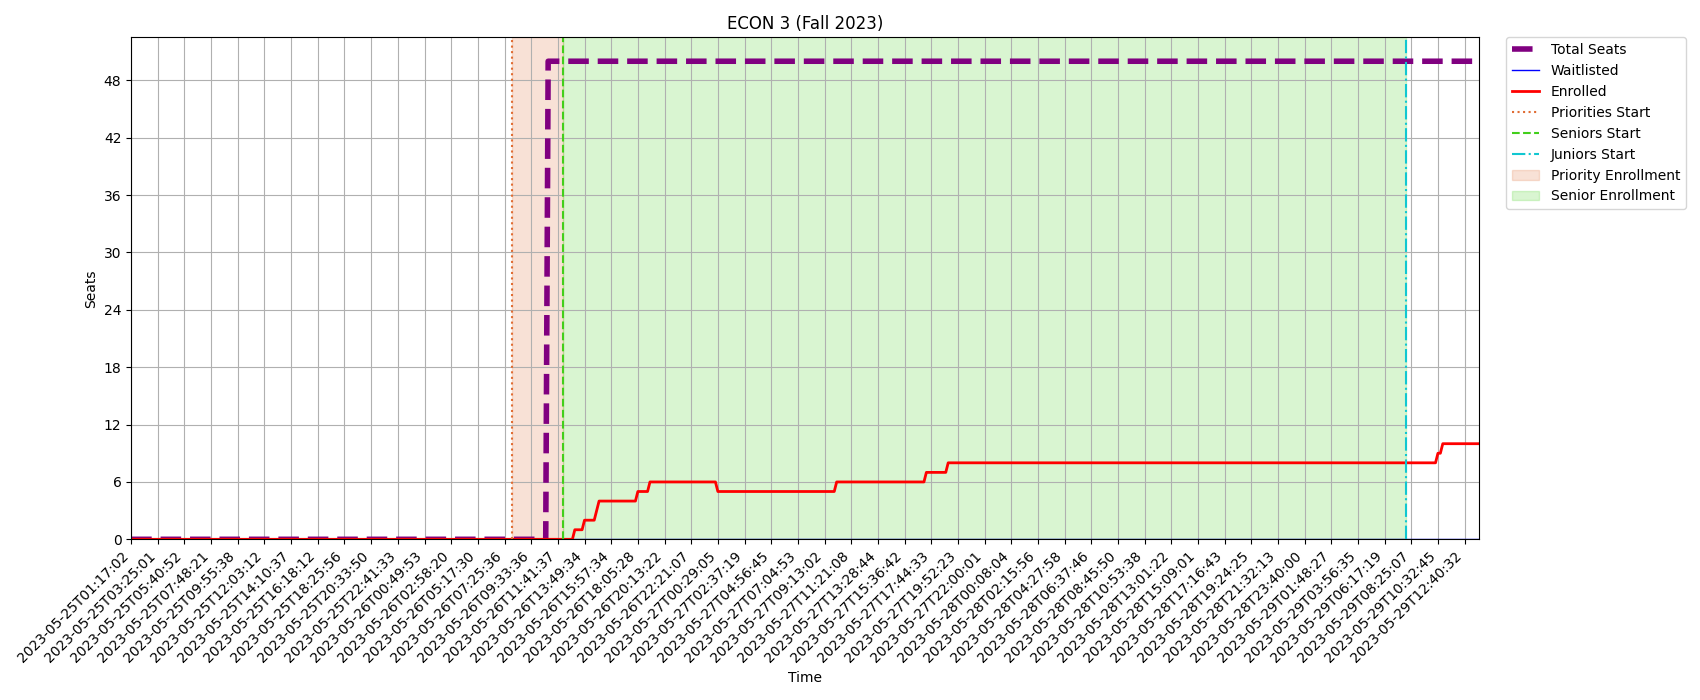 ECON 3 (Fall 2023)
Total Seats
Waitlisted
Enrolled
Priorities Start
Seniors Start
Juniors Start
Priority Enrollment
Senior Enrollment
Seats
48
42
36
30
24
18
12
6
0
2023-05-25T01:17:02
2023-05-25T03:25:01
2023-05-25T05:40:52
2023-05-25T07:48:21
2023-05-25T09:55:38
2023-05-25T12:03:12
2023-05-25T14:10:37
2023-05-25T16:18:12
2023-05-25T18:25:56
2023-05-25T20:33:50
2023-05-25T22:41:33
2023-05-26T00:49:53
2023-05-26T02:58:20
2023-05-26T05:17:30
2023-05-26T07:25:36
2023-05-26T09:33:36
2023-05-26T11:41:37
2023-05-26T13:49:34
2023-05-26T15:57:34
2023-05-26T18:05:28
2023-05-26T20:13:22
2023-05-26T22:21:07
2023-05-27T00:29:05
2023-05-27T02:37:19
2023-05-27T04:56:45
2023-05-27T07:04:53
2023-05-27T09:13:02
2023-05-27T11:21:08
2023-05-27T13:28:44
2023-05-27T15:36:42
2023-05-27T17:44:33
2023-05-27T19:52:23
2023-05-27T22:00:01
2023-05-28T00:08:04
2023-05-28T02:15:56
2023-05-28T04:27:58
2023-05-28T06:37:46
2023-05-28T08:45:50
2023-05-28T10:53:38
2023-05-28T13:01:22
2023-05-28T15:09:01
2023-05-28T17:16:43
2023-05-28T19:24:25
2023-05-28T21:32:13
2023-05-28T23:40:00
2023-05-29T01:48:27
2023-05-29T03:56:35
2023-05-29T06:17:19
2023-05-29T08:25:07
2023-05-29T10:32:45
2023-05-29T12:40:32
Time